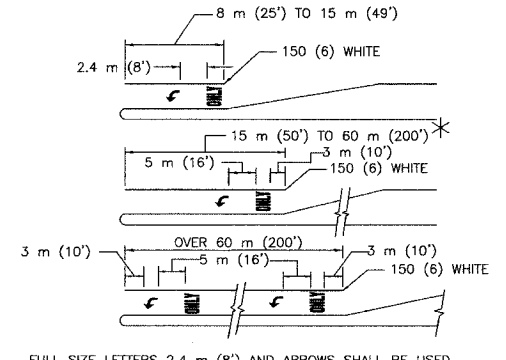 8 m (25') TO 15 m (49')
2.4 m (8')
150 (6) WHITE
ONLY
15 m (50') TO 60 m (200')
5 m (16')
3 m (10')
150 (6) WHITE
ONLY
OVER 60 m (200')
3 m (10')
5 m (16')
3 m (10')
150 (6) WHITE
ONLY
ONLY
FULL SIZE LETTERS 2.4 m (8') AND ARROWS SHALL BE USED